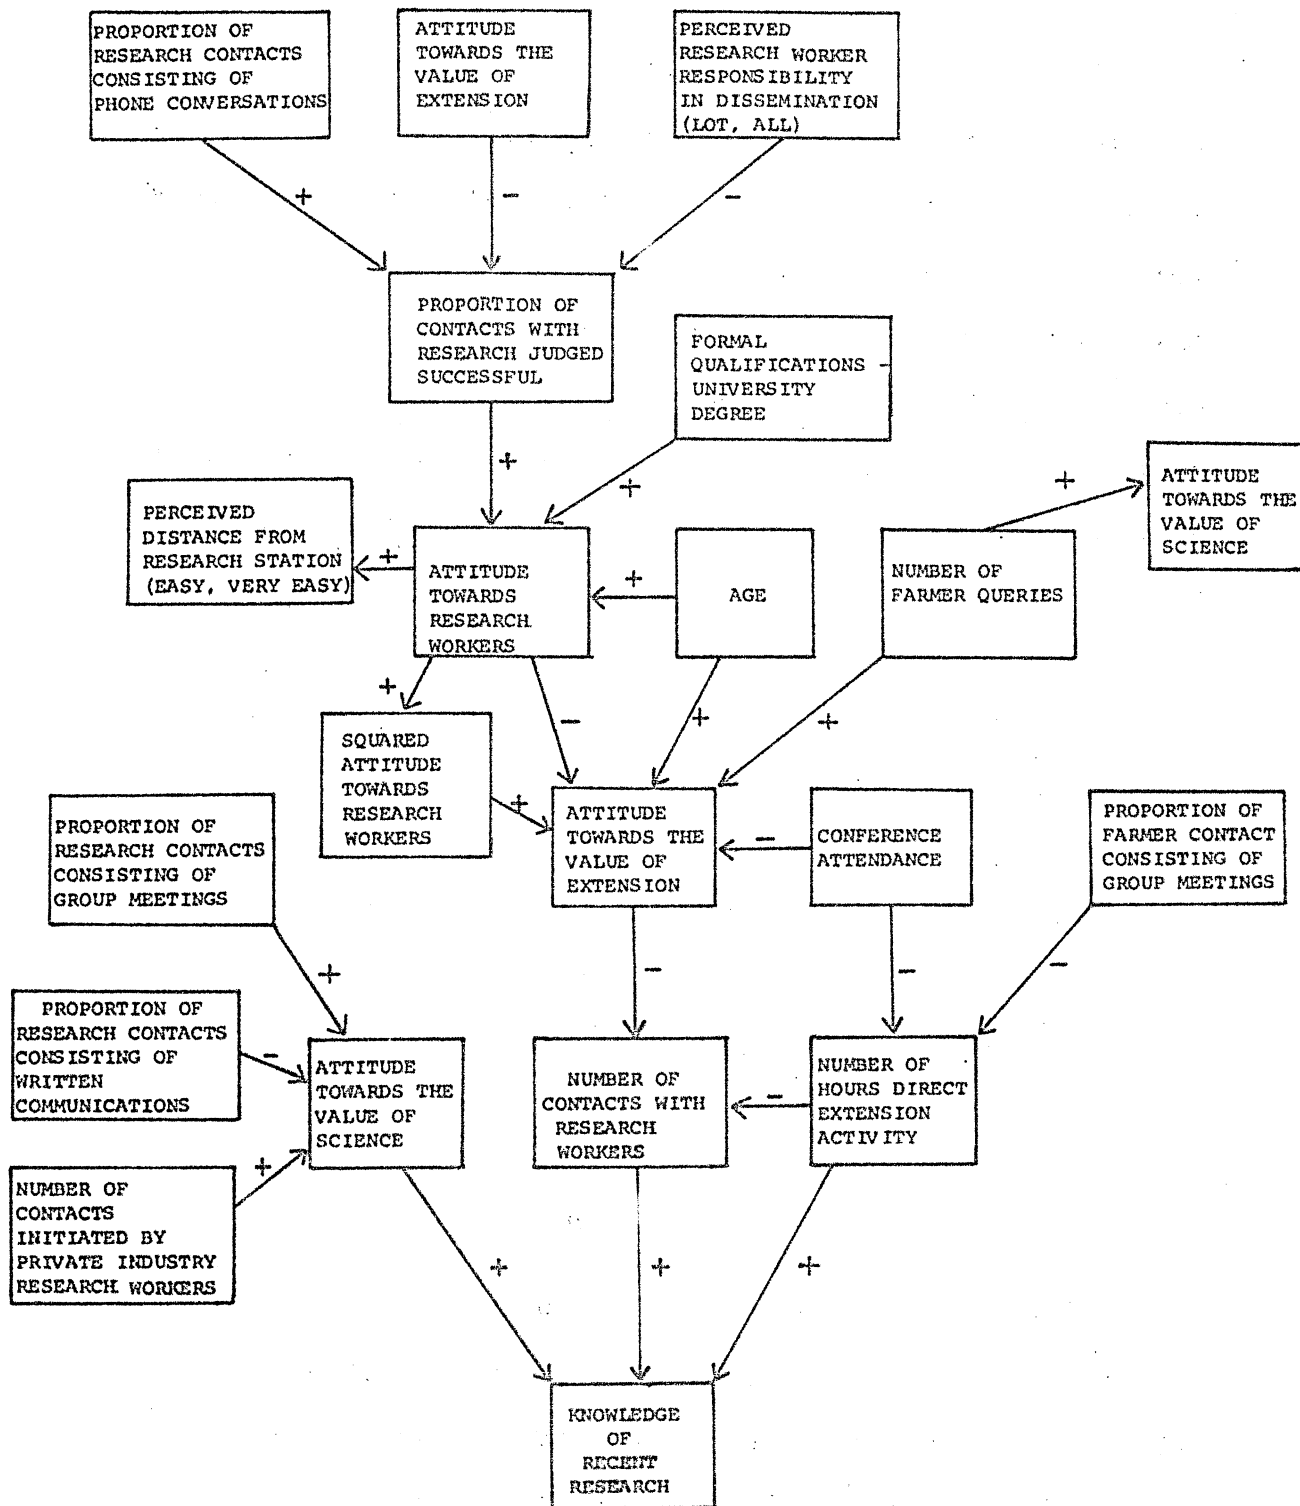 PROPORTION OF
RESEARCH CONTACTS
CONSISTING OF
PHONE CONVERSATIONS
ATTITUDE
TOWARDS THE
VALUE OF
EXTENSION
PERCEIVED
RESEARCH WORKER
RESPONSIBILITY
IN DISSEMINATION
(LOT, ALL)
+
-
-
PROPORTION OF
CONTACTS WITH
RESEARCH JUDGED
SUCCESSFUL
FORMAL
QUALIFICATIONS -
UNIVERSITY
DEGREE
+
+
+
ATTITUDE
TOWARDS THE
VALUE OF
SCIENCE
PERCEIVED
DISTANCE FROM
RESEARCH STATION
(EASY, VERY EASY)
+
ATTITUDE
TOWARDS
RESEARCH
WORKERS
+
AGE
NUMBER OF
FARMER QUERIES
+
-
+
+
SQUARED
ATTITUDE
TOWARDS
RESEARCH
WORKERS
+
ATTITUDE
TOWARDS THE
VALUE OF
EXTENSION
-
CONFERENCE
ATTENDANCE
PROPORTION OF
FARMER CONTACT
CONSISTING OF
GROUP MEETINGS
PROPORTION OF
RESEARCH CONTACTS
CONSISTING OF
GROUP MEETINGS
+
-
-
-
PROPORTION OF
RESEARCH CONTACTS
CONSISTING OF
WRITTEN
COMMUNICATIONS
-
ATTITUDE
TOWARDS THE
VALUE OF
SCIENCE
NUMBER OF
CONTACTS WITH
RESEARCH
WORKERS
-
NUMBER OF
HOURS DIRECT
EXTENSION
ACTIVITY
NUMBER OF
CONTACTS
INITIATED BY
PRIVATE INDUSTRY
RESEARCH WORKERS
+
+
+
+
KNOWLEDGE
OF
RECENT
RESEARCH